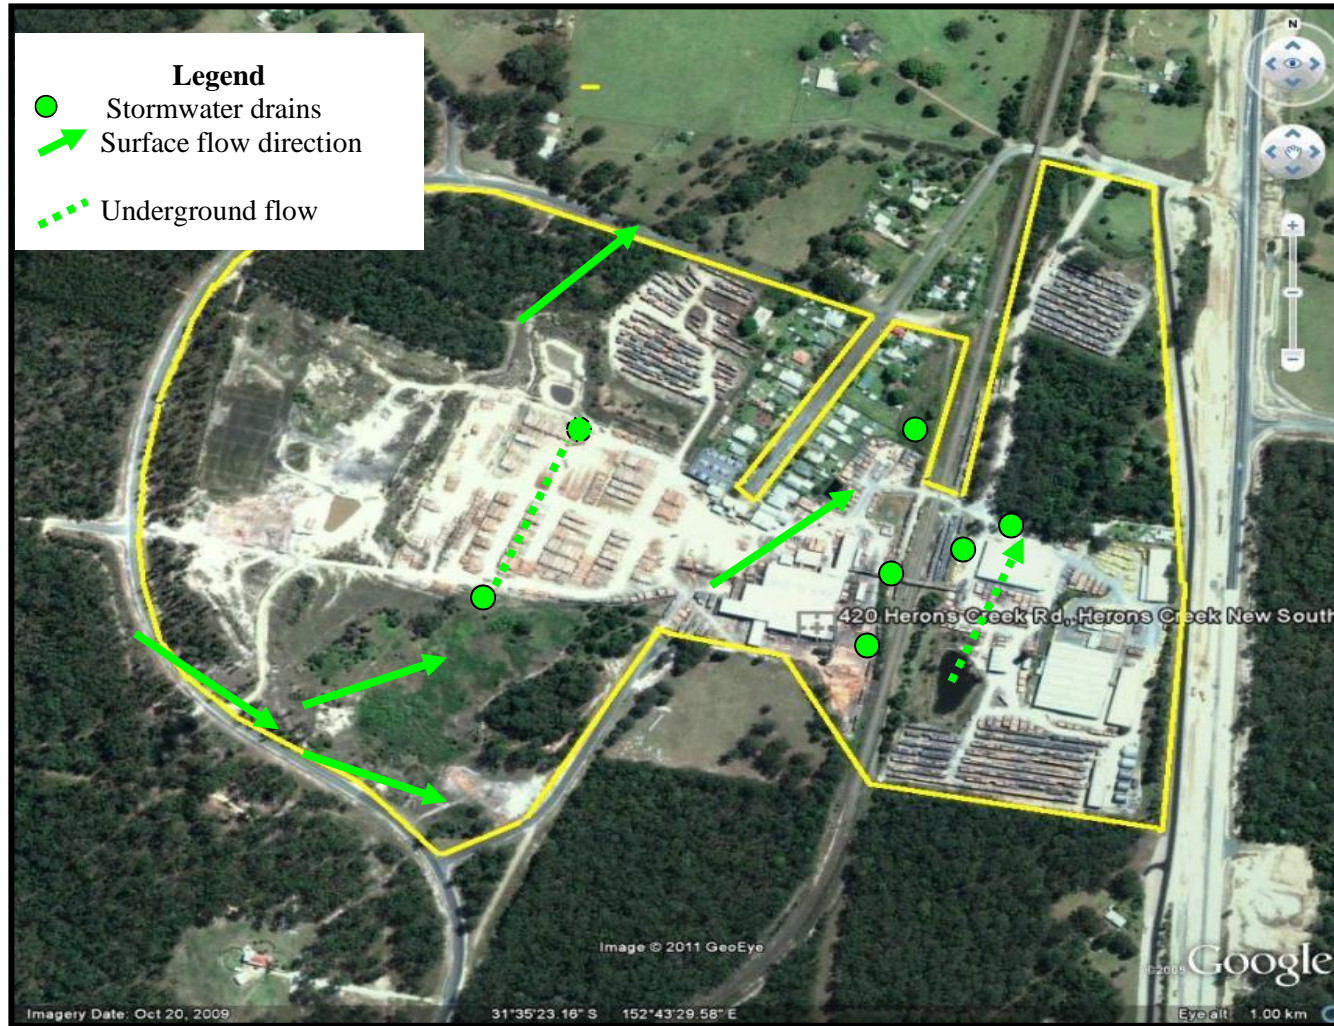 Legend
Stormwater drains
Surface flow direction
Underground flow
N
420 Herons Creek Rd, Herons Creek New South
Image © 2011 GeoEye
©2009 Google
Imagery Date: Oct 20, 2009 31°35'23.16" S 152°43'29.58" E Eye alt 1.00 km